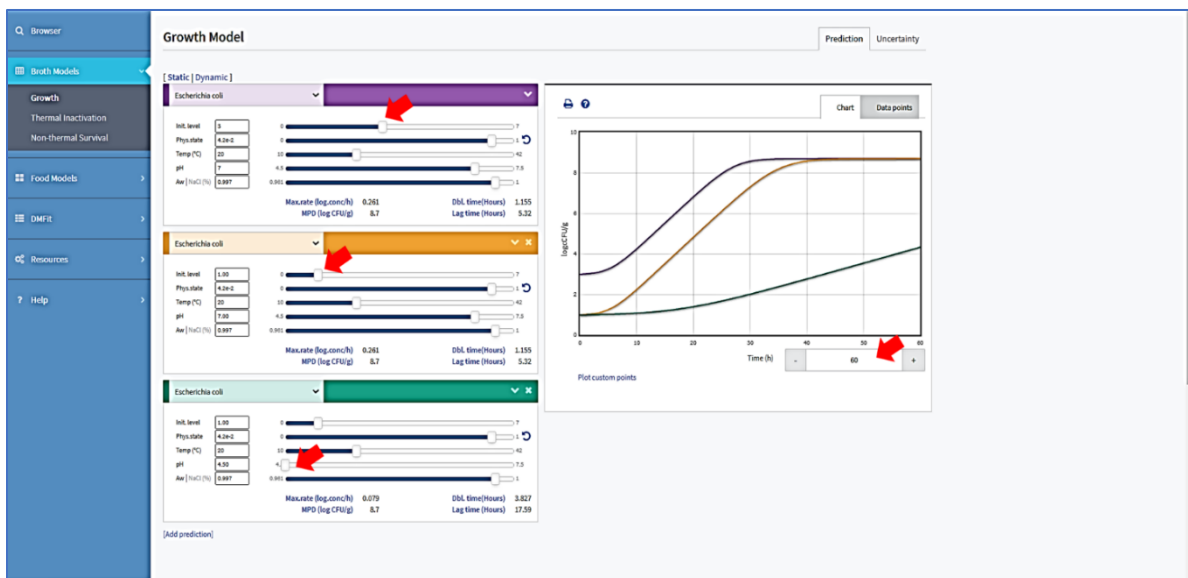 Browser
Broth Models
Growth
Thermal Inactivation
Non-thermal Survival
Food Models
DMFit
Resources
? Help
Growth Model
Prediction Uncertainty
[ Static | Dynamic ]
Escherichia coli
Init. level 3 0 7
Phys.state 4.2e-2 0 1
Temp (°C) 20 10 42
pH 7 4.5 7.5
Aw | NaCl (%) 0.997 0.961 1
Max.rate (log.conc/h) 0.261 Dbl. time(Hours) 1.155
MPD (log CFU/g) 8.7 Lag time (Hours) 5.32
Escherichia coli
Init. level 1.00 0 7
Phys.state 4.2e-2 0 1
Temp (°C) 20 10 42
pH 7.00 4.5 7.5
Aw | NaCl (%) 0.997 0.961 1
Max.rate (log.conc/h) 0.261 Dbl. time(Hours) 1.155
MPD (log CFU/g) 8.7 Lag time (Hours) 5.32
Escherichia coli
Init. level 1.00 0 7
Phys.state 4.2e-2 0 1
Temp (°C) 20 10 42
pH 4.50 4. 7.5
Aw | NaCl (%) 0.997 0.961 1
Max.rate (log.conc/h) 0.079 Dbl. time(Hours) 3.827
MPD (log CFU/g) 8.7 Lag time (Hours) 17.59
[Add prediction]
Chart Data points
10
8
6
4
2
0
logcCFU/g
0 10 20 30 40 50 60
Time (h) - 60 +
Plot custom points